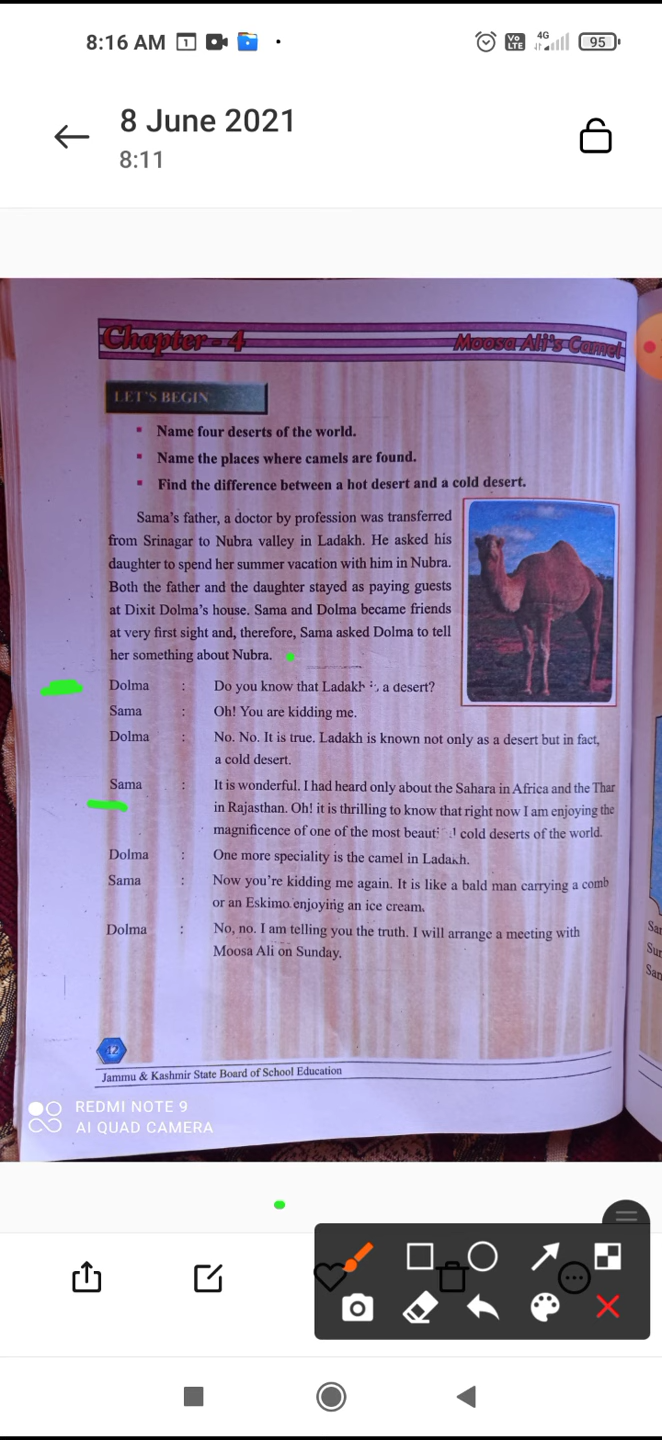 8:16 AM
Vo LTE
4G
95
8 June 2021
8:11
Chapter - 4
Moosa Ali's Camel
LET'S BEGIN
Name four deserts of the world.
Name the places where camels are found.
Find the difference between a hot desert and a cold desert.
Sama's father, a doctor by profession was transferred
from Srinagar to Nubra valley in Ladakh. He asked his
daughter to spend her summer vacation with him in Nubra.
Both the father and the daughter stayed as paying guests
at Dixit Dolma's house. Sama and Dolma became friends
at very first sight and, therefore, Sama asked Dolma to tell
her something about Nubra.
Dolma : Do you know that Ladakh a desert?
Sama : Oh! You are kidding me.
Dolma : No. No. It is true. Ladakh is known not only as a desert but in fact,
a cold desert.
Sama : It is wonderful. I had heard only about the Sahara in Africa and the Thar
in Rajasthan. Oh! it is thrilling to know that right now I am enjoying the
magnificence of one of the most cold deserts of the world.
Dolma : One more speciality is the camel in Ladakh.
Sama : Now you're kidding me again. It is like a bald man carrying a comb
or an Eskimo enjoying an ice cream.
Dolma : No, no. I am telling you the truth. I will arrange a meeting with
Moosa Ali on Sunday.
42
Jammu & Kashmir State Board of School Education
REDMI NOTE 9
AI QUAD CAMERA